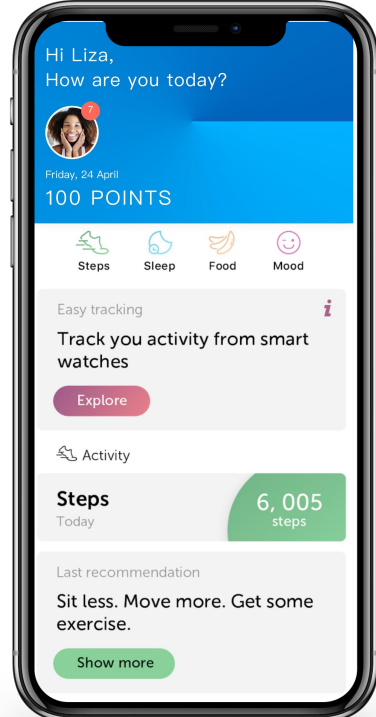 Hi Liza,
How are you today?
7
Friday, 24 April
100 POINTS
Steps Sleep Food Mood
Easy tracking i
Track you activity from smart
watches
Explore
Activity
Steps
Today
6, 005
steps
Last recommendation
Sit less. Move more. Get some
exercise.
Show more